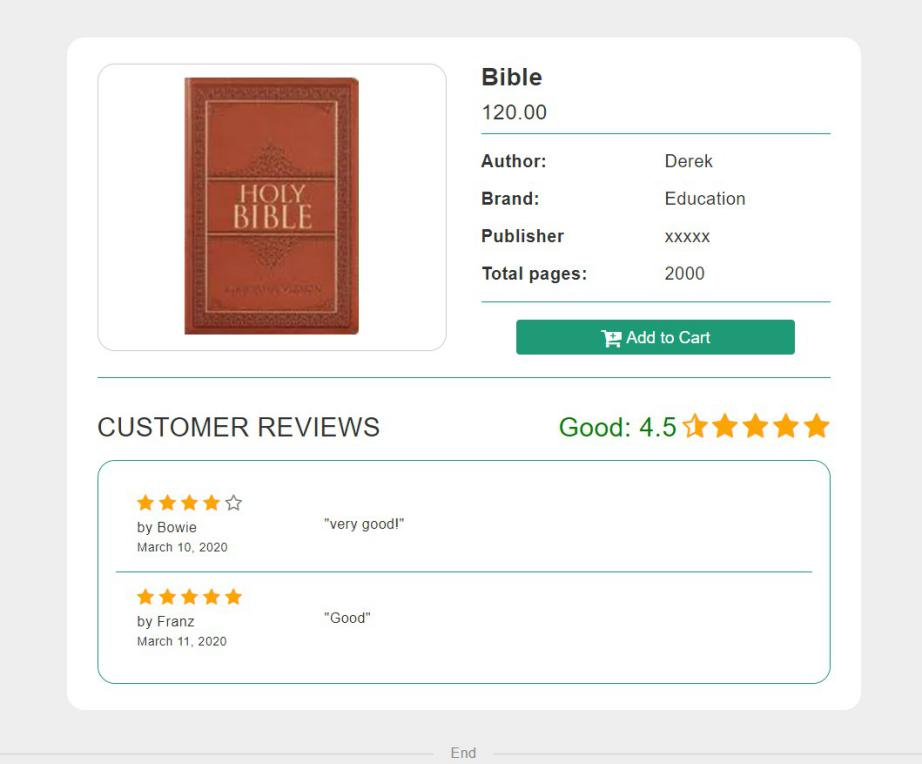 HOLY
BIBLE
Bible
120.00
Author: Derek
Brand: Education
Publisher xxxxx
Total pages: 2000
Add to Cart
CUSTOMER REVIEWS Good: 4.5
by Bowie
"very good!"
March 10, 2020
by Franz
"Good"
March 11, 2020
End